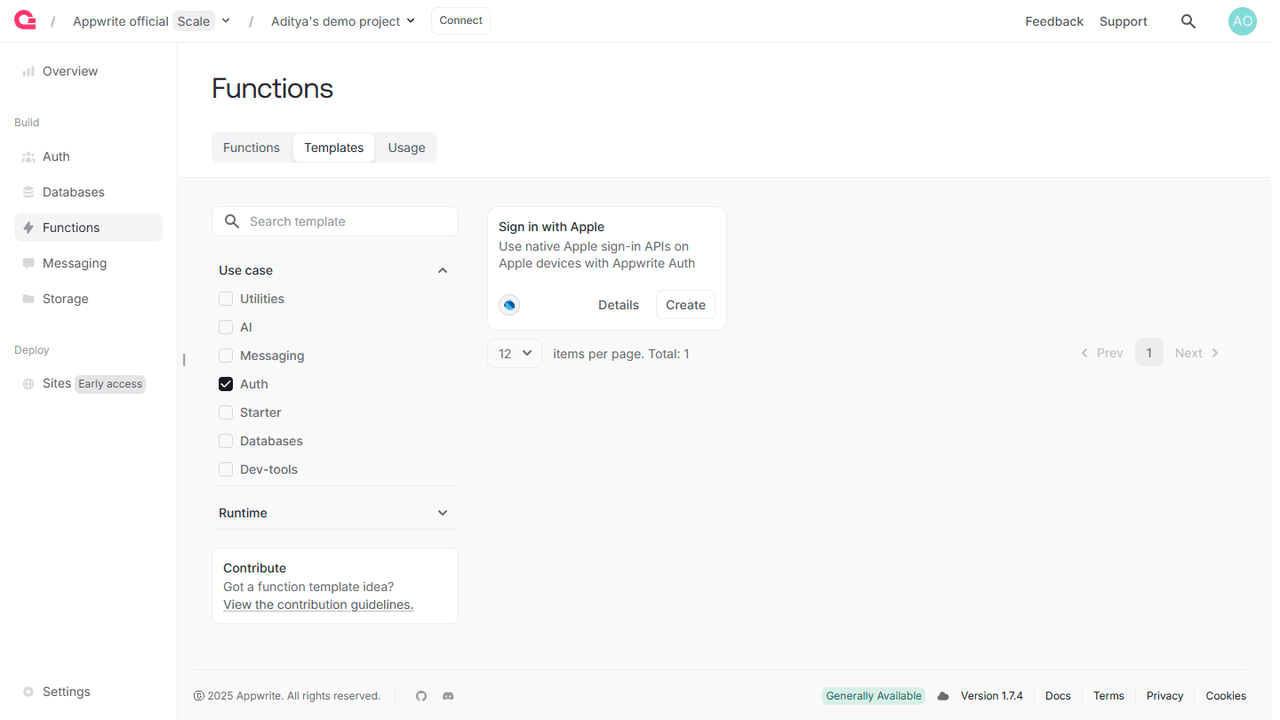 / Appwrite official Scale / Aditya's demo project Connect Feedback Support AO
Overview
Build
Auth
Databases
Functions
Messaging
Storage
Deploy
Sites Early access
Settings
Functions
Functions Templates Usage
Search template
Use case
Utilities
AI
Messaging
Auth
Starter
Databases
Dev-tools
Runtime
Contribute
Got a function template idea?
View the contribution guidelines.
Sign in with Apple
Use native Apple sign-in APIs on
Apple devices with Appwrite Auth
Details Create
12 items per page. Total: 1 Prev 1 Next
© 2025 Appwrite. All rights reserved. Generally Available Version 1.7.4 Docs Terms Privacy Cookies